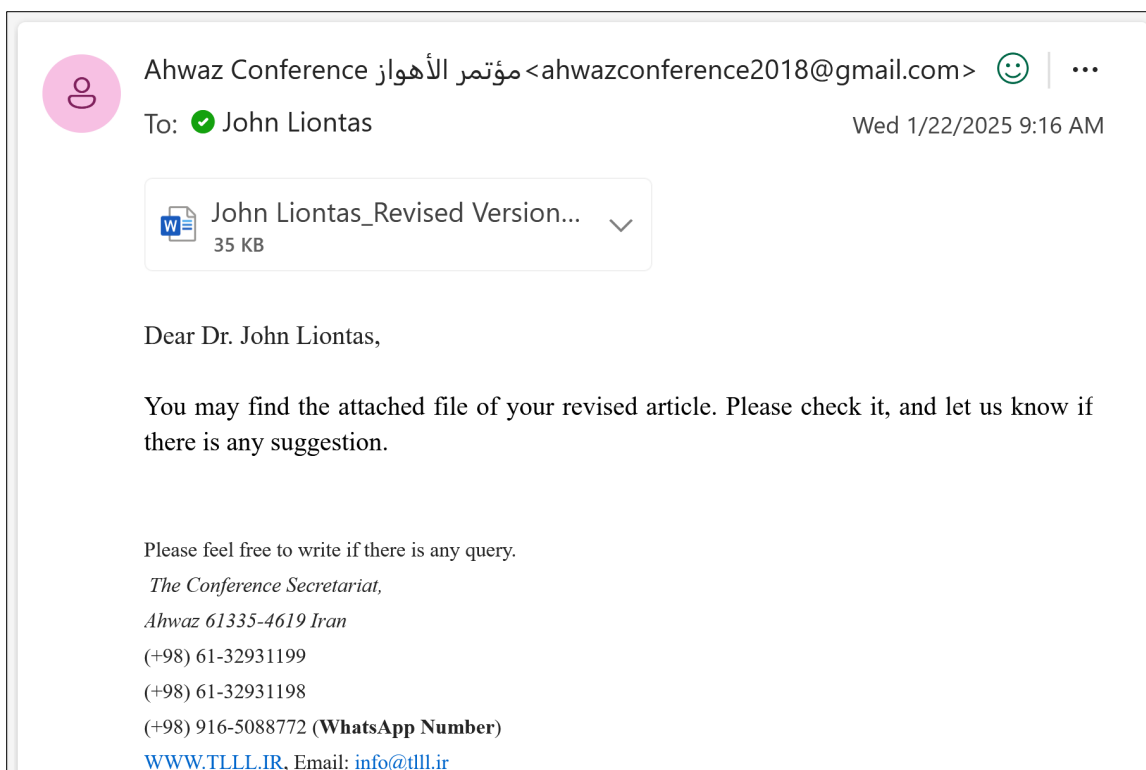 Ahwaz Conference مؤتمر الأهواز<ahwazconference2018@gmail.com>
To: John Liontas
Wed 1/22/2025 9:16 AM
W
John Liontas_Revised Version...
35 KB
Dear Dr. John Liontas,
You may find the attached file of your revised article. Please check it, and let us know if
there is any suggestion.
Please feel free to write if there is any query.
The Conference Secretariat,
Ahwaz 61335-4619 Iran
(+98) 61-32931199
(+98) 61-32931198
(+98) 916-5088772 (WhatsApp Number)
WWW.TLLL.IR, Email: info@tlll.ir